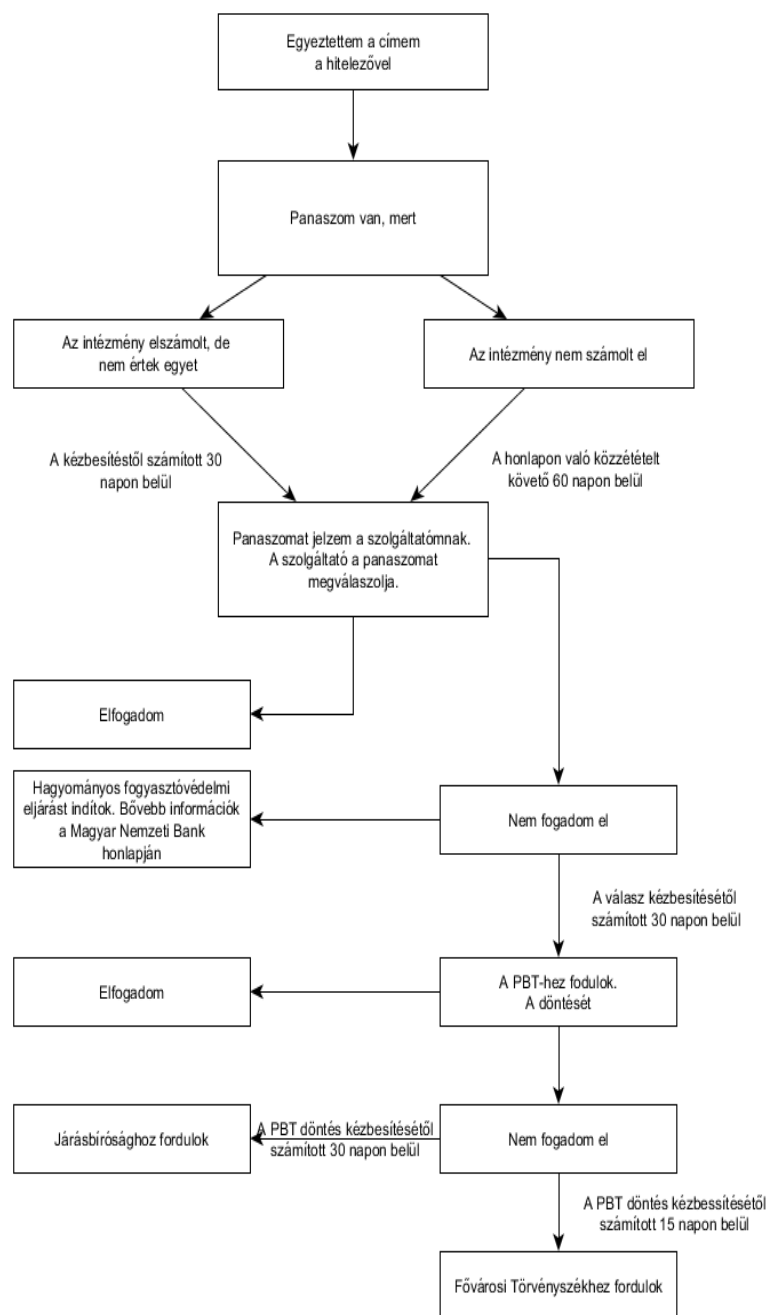 Egyeztettem a címem
a hitelezővel
Panaszom van, mert
Az intézmény elszámolt, de
nem értek egyet
Az intézmény nem számolt el
A kézbesítéstől számított 30
napon belül
A honlapon való közzétételt
követő 60 napon belül
Panaszomat jelzem a szolgáltatómnak.
A szolgáltató a panaszomat
megválaszolja.
Elfogadom
Hagyományos fogyasztóvédelmi
eljárást indítok. Bővebb információk
a Magyar Nemzeti Bank
honlapján
Nem fogadom el
A válasz kézbesítésétől
számított 30 napon belül
Elfogadom
A PBT-hez fodulok.
A döntését
Járásbírósághoz fordulok
A PBT döntés kézbesítésétől
számított 30 napon belül
Nem fogadom el
A PBT döntés kézbessítésétől
számított 15 napon belül
Fővárosi Törvényszékhez fordulok